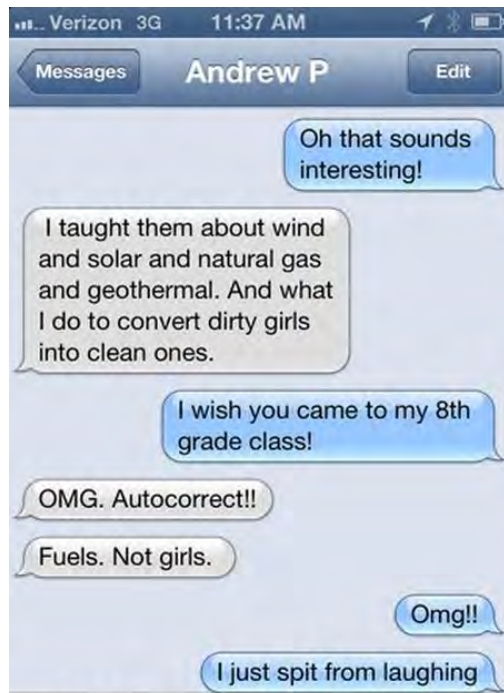 Verizon 3G 11:37 AM
Messages Andrew P Edit
Oh that sounds
interesting!
I taught them about wind
and solar and natural gas
and geothermal. And what
I do to convert dirty girls
into clean ones.
I wish you came to my 8th
grade class!
OMG. Autocorrect!!
Fuels. Not girls.
Omg!!
I just spit from laughing